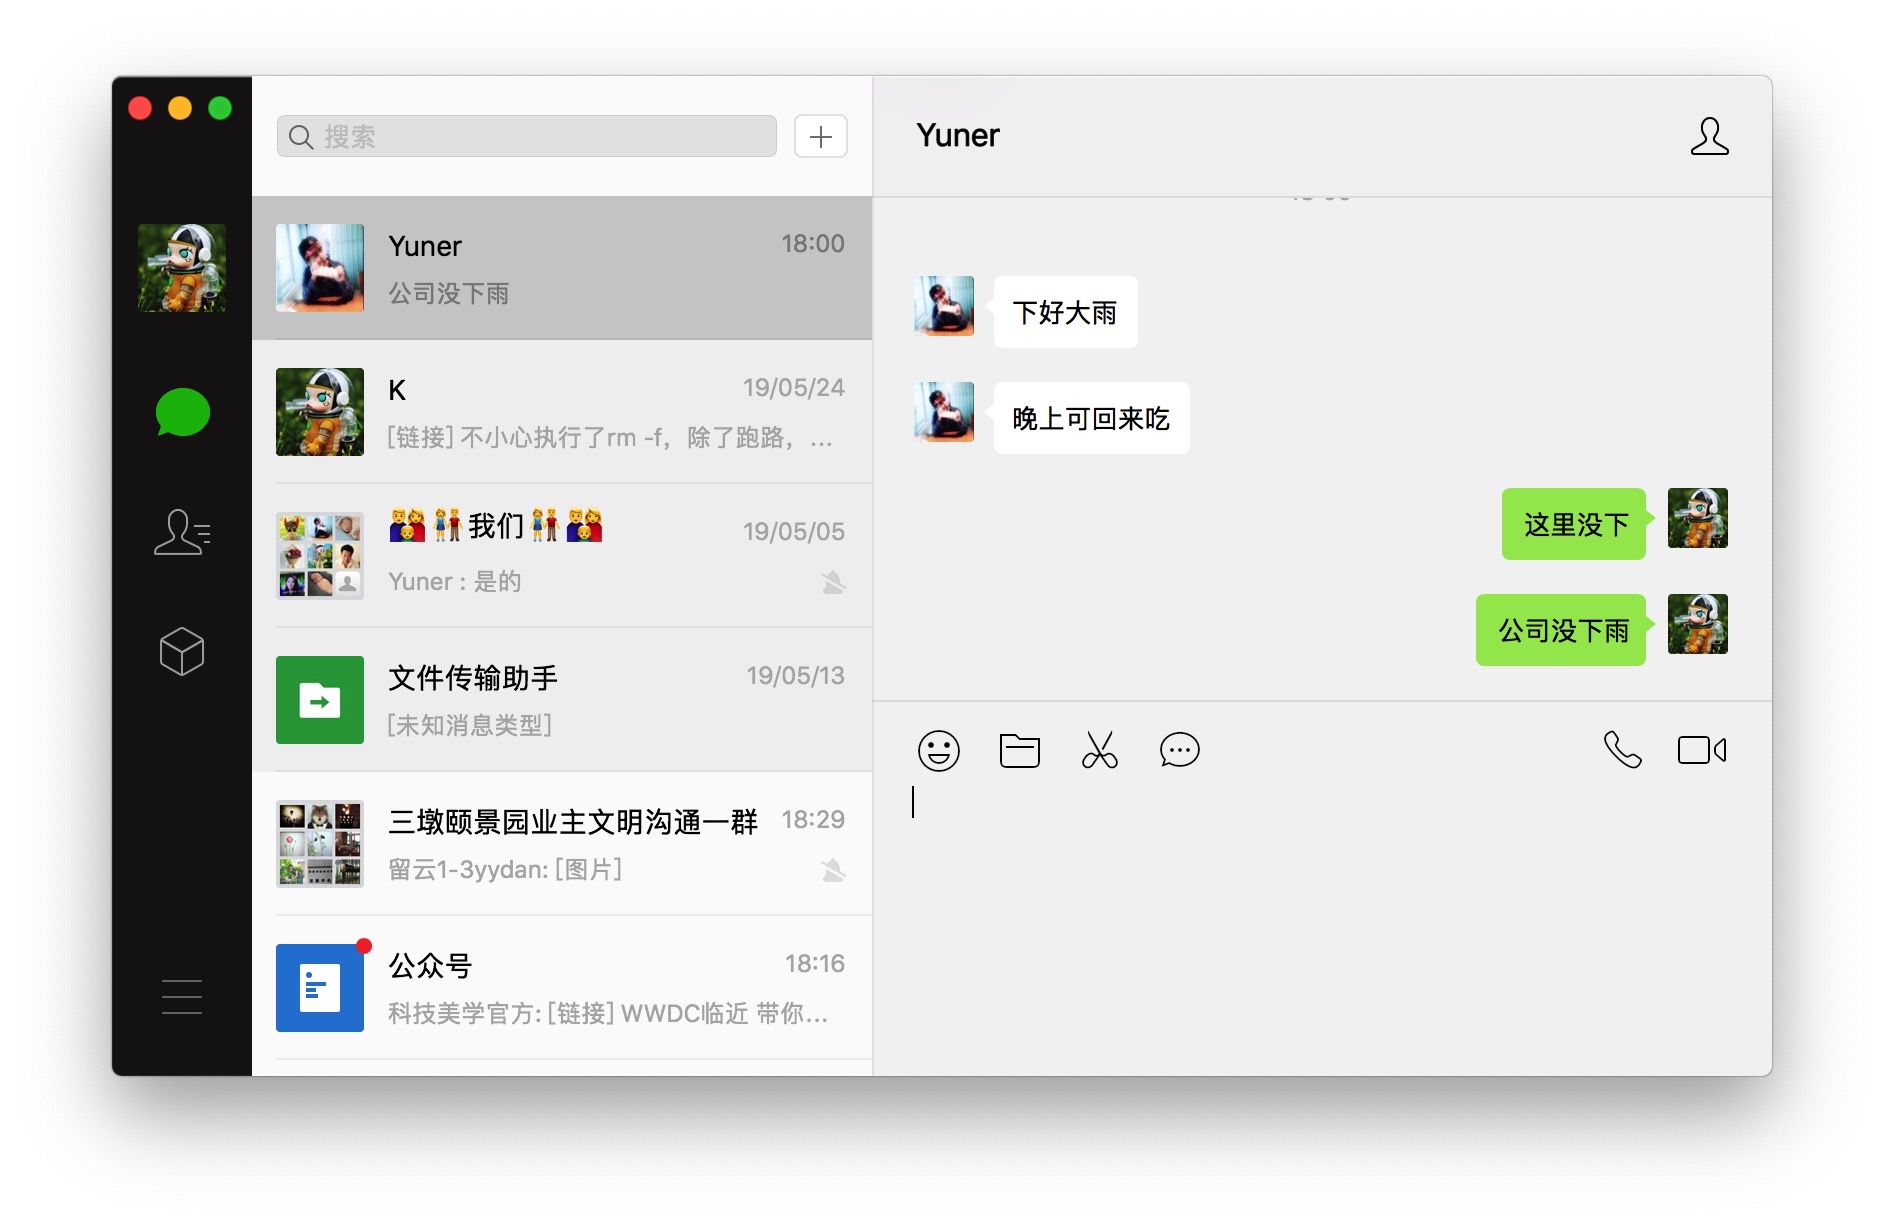 搜索
Yuner
18:00
公司没下雨
K
19/05/24
[链接] 不小心执行了rm -f，除了跑路，...
👨‍👩‍👦👫我们👫👨‍👩‍👦
19/05/05
Yuner : 是的
文件传输助手
19/05/13
[未知消息类型]
三墩颐景园业主文明沟通一群
18:29
留云1-3yydan: [图片]
公众号
18:16
科技美学官方: [链接] WWDC临近 带你...
Yuner
下好大雨
晚上可回来吃
这里没下
公司没下雨